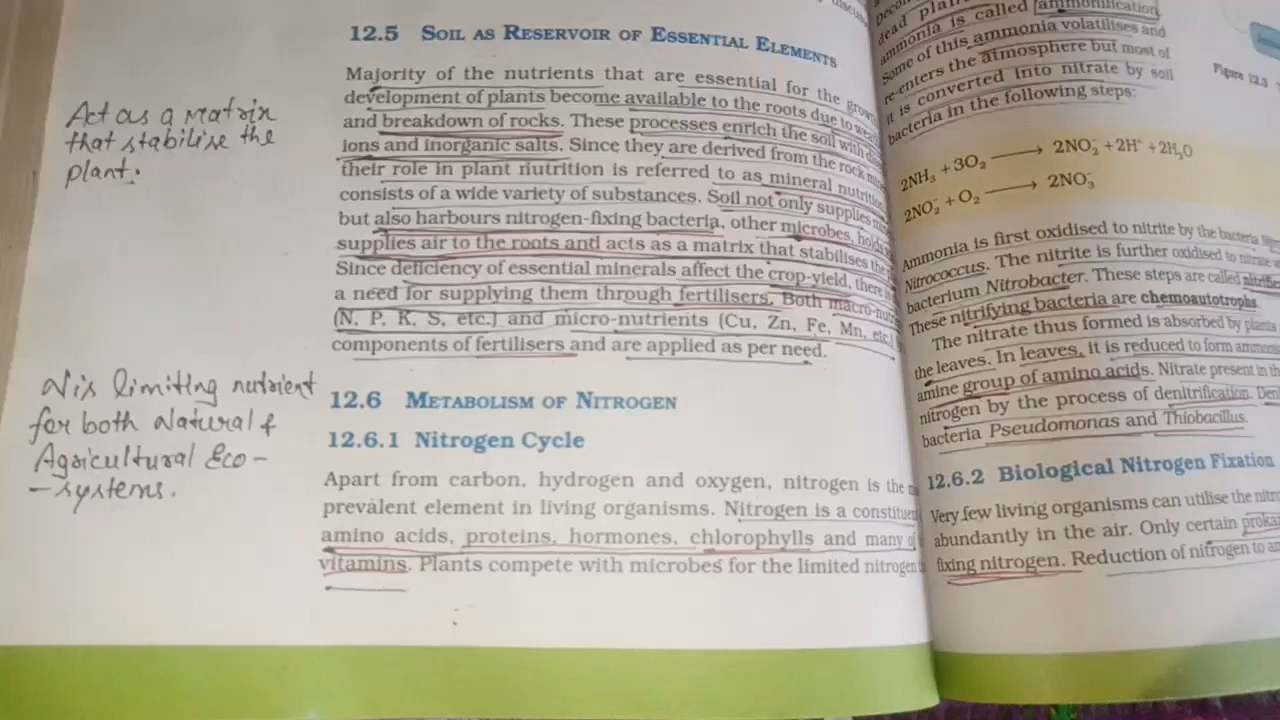 12.5 SOIL AS RESERVOIR OF ESSENTIAL ELEMENTS
Majority of the nutrients that are essential for the
development of plants become available to the roots due to
and breakdown of rocks. These processes enrich the soil with
ions and inorganic salts. Since they are derived from the rock
their role in plant nutrition is referred to as mineral nutrition
consists of a wide variety of substances. Soil not only supplies
but also harbours nitrogen-fixing bacteria, other microbes,
supplies air to the roots and acts as a matrix that stabilises the
Since deficiency of essential minerals affect the crop-yield, there
a need for supplying them through fertilisers. Both macro-
(N, P, K, S, etc.) and micro-nutrients (Cu, Zn, Fe, Mn, etc.)
components of fertilisers and are applied as per need.
Act as a matrix
that stabilise the
plant.
12.6 METABOLISM OF NITROGEN
12.6.1 Nitrogen Cycle
Apart from carbon, hydrogen and oxygen, nitrogen is the
prevalent element in living organisms. Nitrogen is a
amino acids, proteins, hormones, chlorophylls and many of
vitamins. Plants compete with microbes for the limited nitrogen
N is limiting nutrient
for both Natural &
Agricultural Eco-
-systems.
dead
ammonia is called ammonification.
Some of this ammonia volatilises and
re-enters the atmosphere but most of
it is converted into nitrate by soil
bacteria in the following steps:
Figure 12.3
2NH₃ + 3O₂ ⟶ 2NO₂⁻ + 2H⁺ + 2H₂O
2NO₂⁻ + O₂ ⟶ 2NO₃⁻
Ammonia is first oxidised to nitrite by the bacteria
Nitrococcus. The nitrite is further oxidised to nitrate
bacterium Nitrobacter. These steps are called
These nitrifying bacteria are chemoautotrophs
The nitrate thus formed is absorbed by plants
the leaves. In leaves, it is reduced to form
amine group of amino acids. Nitrate present in the
nitrogen by the process of denitrification.
bacteria Pseudomonas and Thiobacillus.
12.6.2 Biological Nitrogen Fixation
Very few living organisms can utilise the
abundantly in the air. Only certain
fixing nitrogen. Reduction of nitrogen to